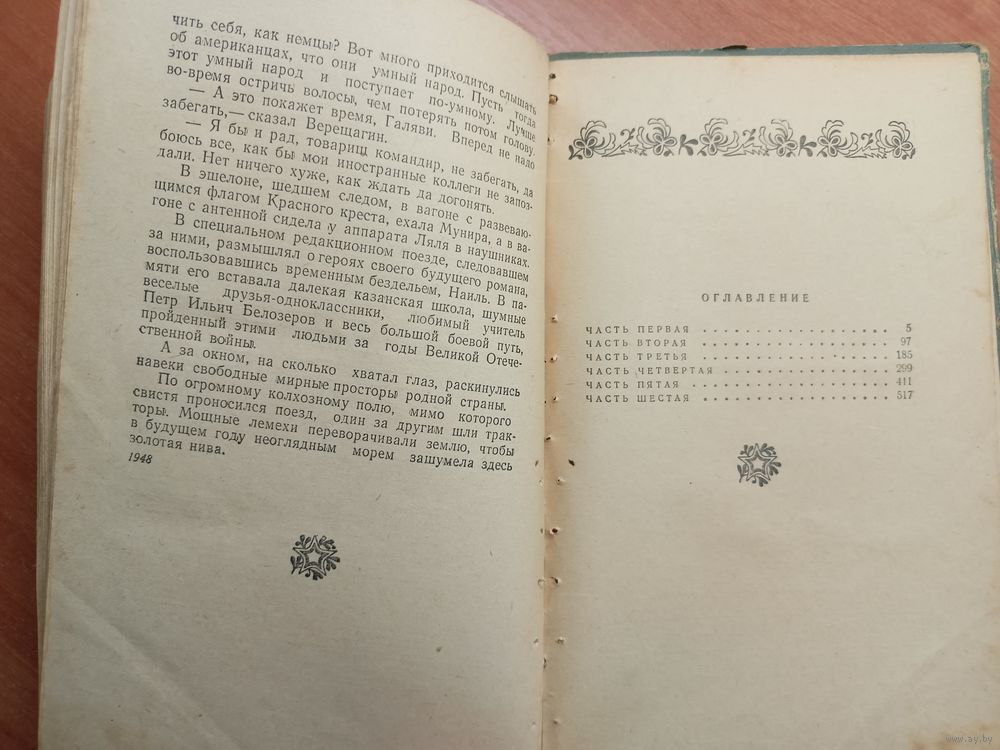 чить себя, как немцы? Вот много приходится слышать
об американцах, что они умный народ. Пусть тогда
этот умный народ и поступает по-умному. Лучше
во-время остричь волосы, чем потерять потом голову.
— А это покажет время, Галяви. Вперед не надо
забегать,— сказал Верещагин.
— Я бы и рад, товарищ командир, не забегать, да
боюсь все, как бы мои иностранные коллеги не запоз-
дали. Нет ничего хуже, как ждать да догонять.
В эшелоне, шедшем следом, в вагоне с развеваю-
щимся флагом Красного креста, ехала Мунира, а в ва-
гоне с антенной сидела у аппарата Ляля в наушниках.
В специальном редакционном поезде, следовавшем
за ними, размышлял о героях своего будущего романа,
воспользовавшись временным бездельем, Наиль. В па-
мяти его вставала далекая казанская школа, шумные
веселые друзья-одноклассники, любимый учитель
Петр Ильич Белозеров и весь большой боевой путь,
пройденный этими людьми за годы Великой Отече-
ственной войны.
А за окном, на сколько хватал глаз, раскинулись
навеки свободные мирные просторы родной страны.
По огромному колхозному полю, мимо которого
свистя проносился поезд, один за другим шли трак-
торы. Мощные лемехи переворачивали землю, чтобы
в будущем году неоглядным морем зашумела здесь
золотая нива.
1948
ОГЛАВЛЕНИЕ
ЧАСТЬ ПЕРВАЯ . . . . . . . . . . . . . . . . 5
ЧАСТЬ ВТОРАЯ . . . . . . . . . . . . . . . . 97
ЧАСТЬ ТРЕТЬЯ . . . . . . . . . . . . . . . . 185
ЧАСТЬ ЧЕТВЕРТАЯ . . . . . . . . . . . . . . 299
ЧАСТЬ ПЯТАЯ . . . . . . . . . . . . . . . . 411
ЧАСТЬ ШЕСТАЯ . . . . . . . . . . . . . . . . 517
www.ay.by